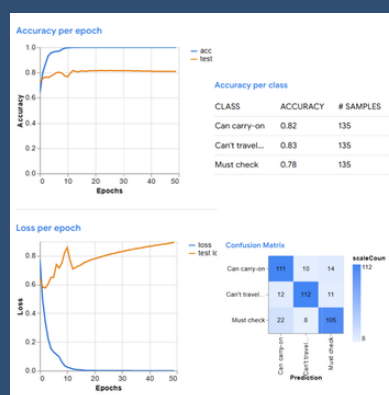 Accuracy per epoch
acc
test
1.0
0.8
0.6
0.4
0.2
0.0
Accuracy
0 10 20 30 40 50
Epochs
Accuracy per class
CLASS ACCURACY # SAMPLES
Can carry-on 0.82 135
Can't travel... 0.83 135
Must check 0.78 135
Loss per epoch
loss
test lo
0.8
0.6
0.4
0.2
0.0
Loss
0 10 20 30 40 50
Epochs
Confusion Matrix
Can carry-on 111 10 14
Can't travel... 12 112 11
Must check 22 8 105
Can carry-on
Can't travel...
Must check
Prediction
scaleCoun
112
8